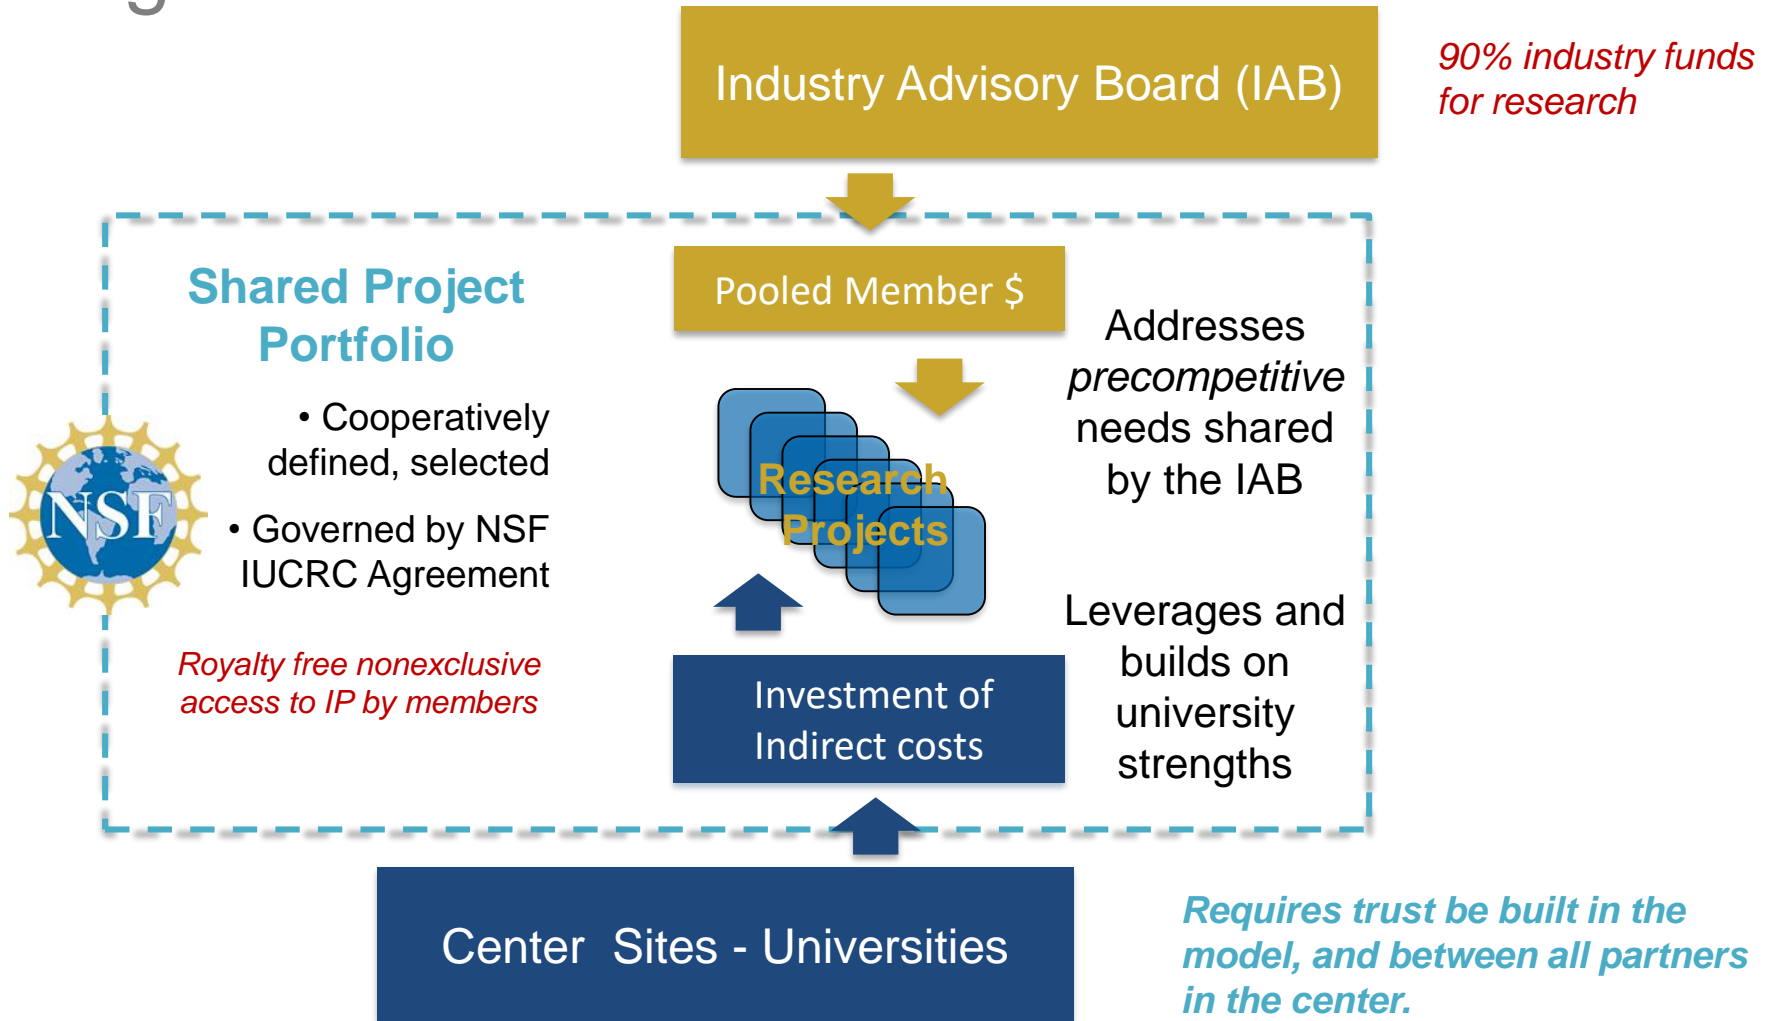 Industry Advisory Board (IAB)
90% industry funds
for research
Pooled Member $
Shared Project
Portfolio
• Cooperatively
defined, selected
• Governed by NSF
IUCRC Agreement
Royalty free nonexclusive
access to IP by members
NSF
Research
Projects
Addresses
precompetitive
needs shared
by the IAB
Leverages and
builds on
university
strengths
Investment of
Indirect costs
Center Sites - Universities
Requires trust be built in the
model, and between all partners
in the center.